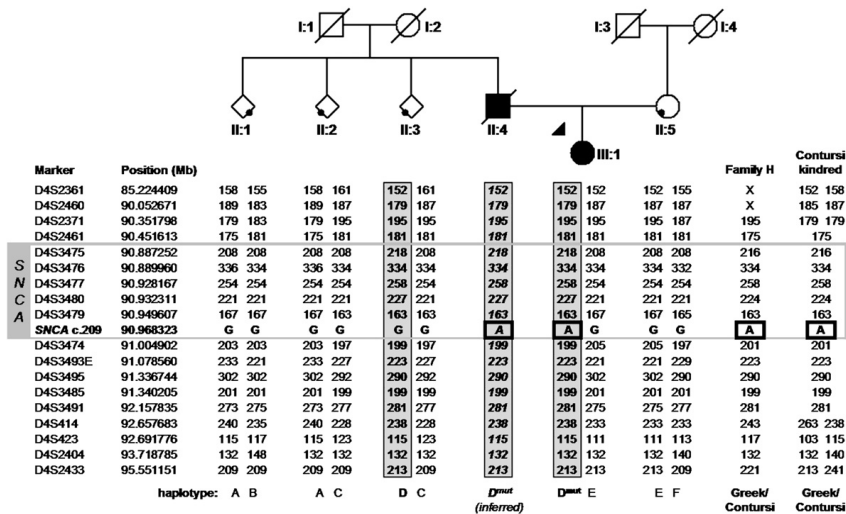 I:1 I:2 I:3 I:4
II:1 II:2 II:3 II:4 II:5
III:1
Marker Position (Mb) Family H Contursi kindred
D4S2361 85.224409 158 155 158 161 152 161 152 152 152 152 155 X 152 158
D4S2460 90.052671 189 183 189 187 179 187 179 179 187 187 187 X 185 187
D4S2371 90.351798 179 183 179 195 195 195 195 195 195 195 187 195 179 179
D4S2461 90.451613 175 181 175 181 181 181 181 181 181 181 181 175 175
D4S3475 90.887252 208 208 208 208 218 208 218 218 208 208 208 216 216
D4S3476 90.889960 336 334 336 334 334 334 334 334 334 334 332 334 334
D4S3477 90.928167 254 254 254 254 258 254 258 258 254 254 254 258 258
D4S3480 90.932311 221 221 221 221 227 221 227 227 221 221 221 224 224
D4S3479 90.949607 167 167 167 163 163 163 163 163 167 167 165 163 163
SNCA c.209 90.968323 G G G G D G A A G G G A A
D4S3474 91.004902 203 203 203 197 199 197 199 199 205 205 197 201 201
D4S3493E 91.078560 233 221 233 227 223 227 223 223 221 221 229 223 223
D4S3495 91.336744 302 302 302 292 290 292 290 290 302 302 290 290 290
D4S3485 91.340205 201 201 201 199 199 199 199 199 201 201 201 199 199
D4S3491 92.157835 273 275 273 277 281 277 281 281 275 275 277 281 281
D4S414 92.657683 240 235 240 228 238 228 238 238 233 233 233 243 263 238
D4S423 92.691776 115 117 115 123 115 123 115 115 111 111 113 117 103 115
D4S2404 93.718785 132 148 132 140 132 140 132 132 132 132 140 132 132 140
D4S2433 95.551151 209 209 209 209 213 209 213 213 209 213 209 221 213 241
SNCA
haplotype: A B A C D C Dmut Dmut E E F Greek/ Greek/
(inferred) Contursi Contursi